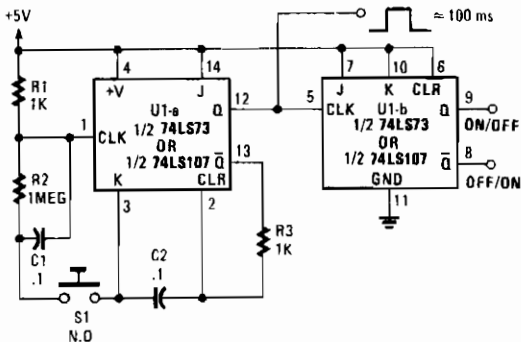 +5V
≈ 100 ms
R1
1K
4
14
+V
J
U1-a
1/2 74LS73
OR
1/2 74LS107
1
CLK
Q
12
Q̅
13
K
CLR
3
2
R2
1MEG
C1
.1
C2
.1
R3
1K
S1
N.O
7
10
6
J
K
CLR
5
CLK
U1-b
1/2 74LS73
OR
1/2 74LS107
Q
9
ON/OFF
Q̅
8
OFF/ON
GND
11